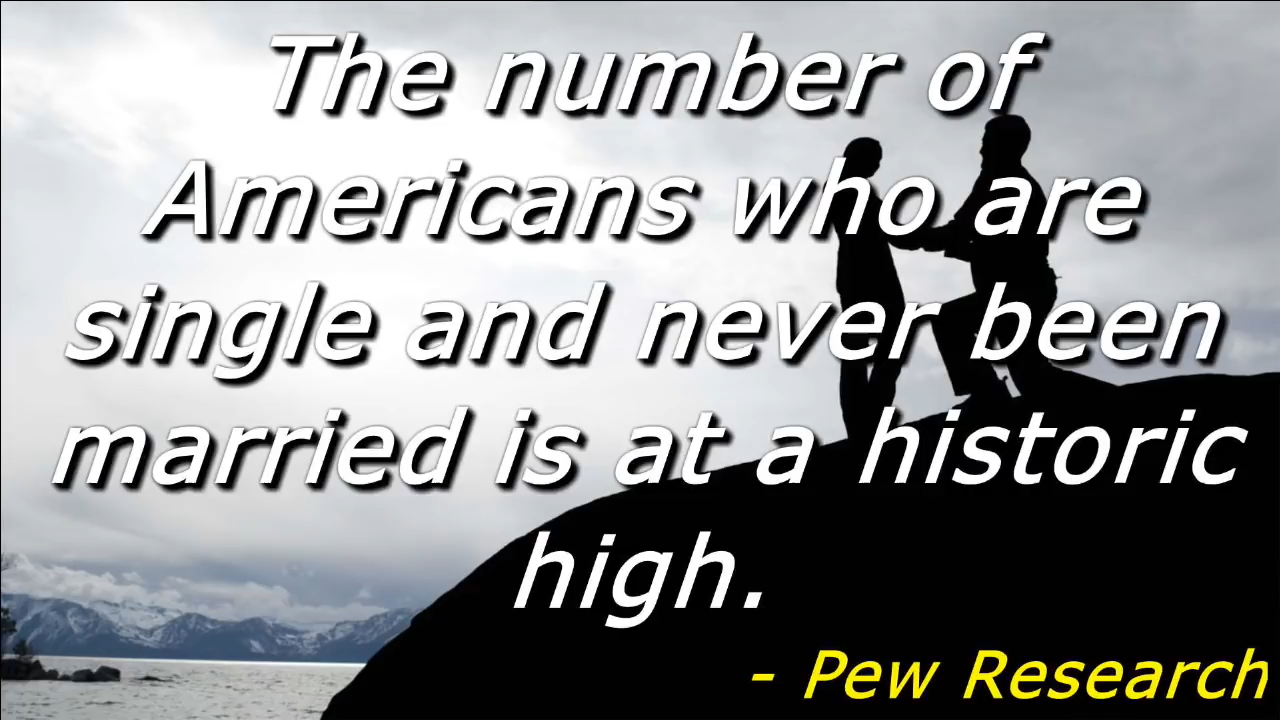 The number of
Americans who are
single and never been
married is at a historic
high.
- Pew Research